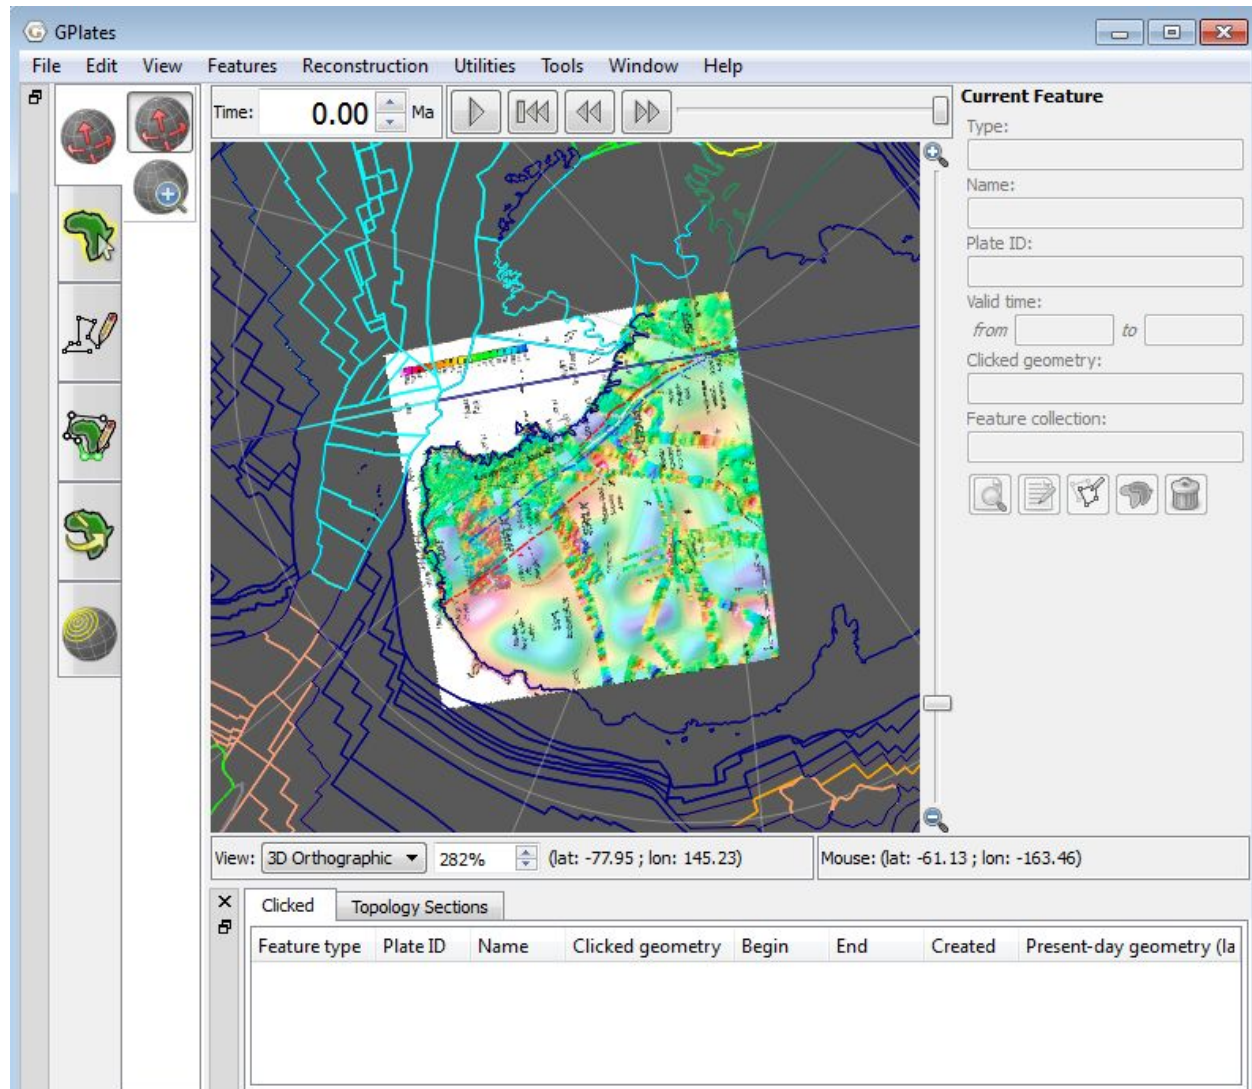 GPlates
File Edit View Features Reconstruction Utilities Tools Window Help
Time: 0.00 Ma
Current Feature
Type:
Name:
Plate ID:
Valid time:
from to
Clicked geometry:
Feature collection:
View: 3D Orthographic 282% (lat: -77.95 ; lon: 145.23) Mouse: (lat: -61.13 ; lon: -163.46)
Clicked Topology Sections
Feature type Plate ID Name Clicked geometry Begin End Created Present-day geometry (la